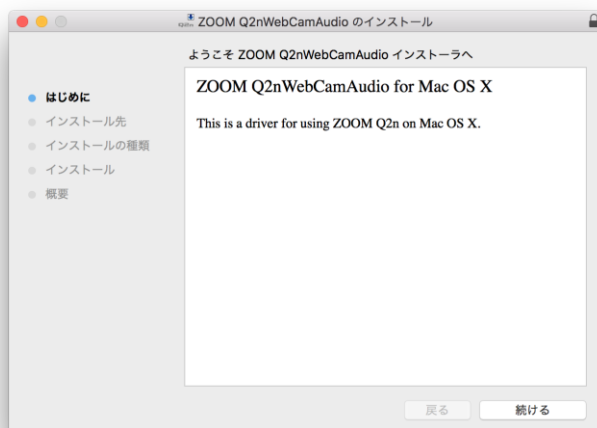 ZOOM Q2nWebCamAudio のインストール
ようこそ ZOOM Q2nWebCamAudio インストーラへ
はじめに
インストール先
インストールの種類
インストール
概要
ZOOM Q2nWebCamAudio for Mac OS X
This is a driver for using ZOOM Q2n on Mac OS X.
戻る
続ける